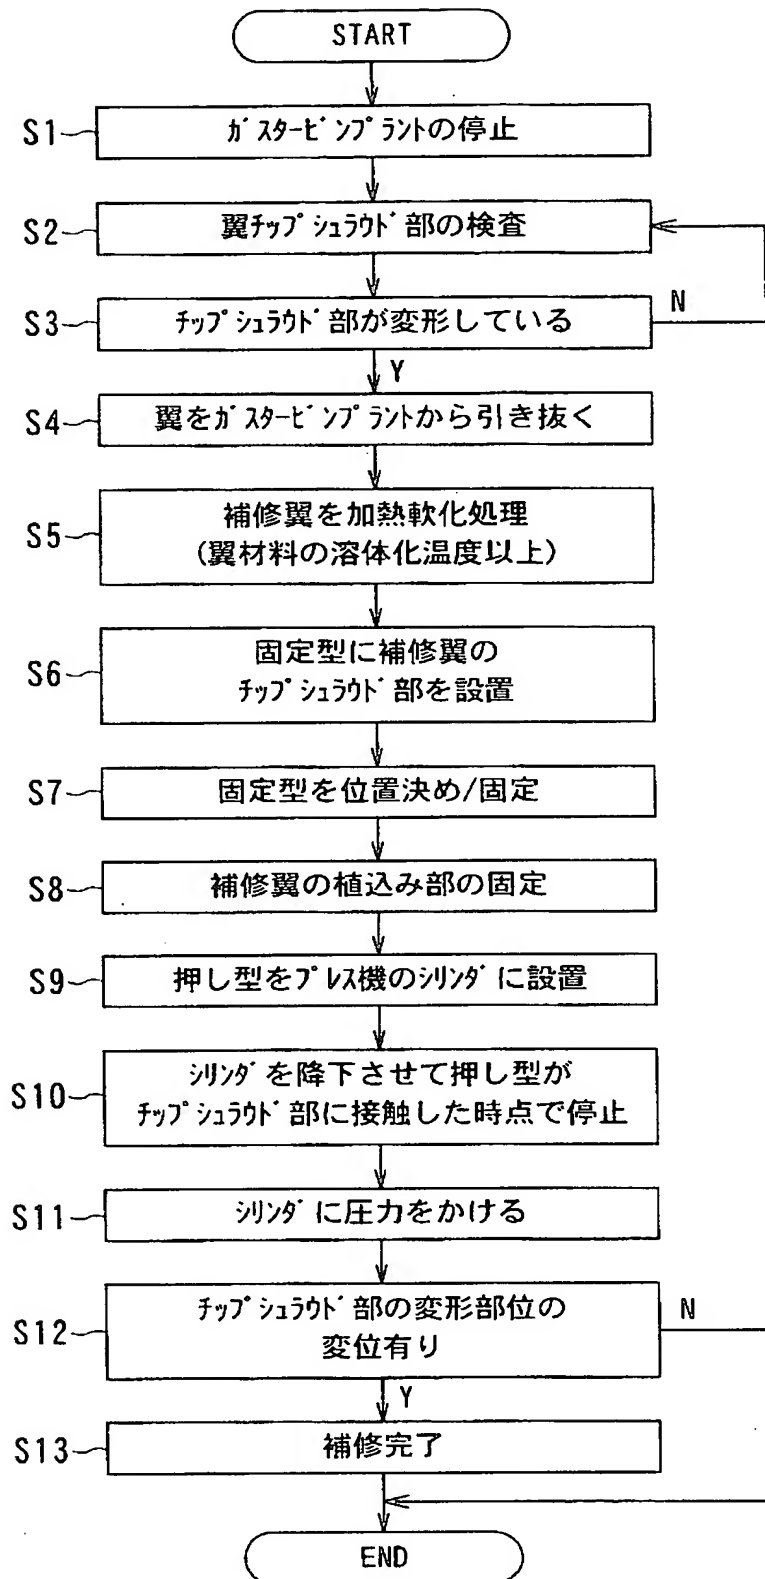 START
S1 ガスタービンプラントの停止
S2 翼チップシュラウド部の検査
S3 チップシュラウド部が変形している N
Y
S4 翼をガスタービンプラントから引き抜く
S5 補修翼を加熱軟化処理
(翼材料の溶体化温度以上)
S6 固定型に補修翼の
チップシュラウド部を設置
S7 固定型を位置決め/固定
S8 補修翼の植込み部の固定
S9 押し型をプレス機のシリンダに設置
S10 シリンダを降下させて押し型が
チップシュラウド部に接触した時点で停止
S11 シリンダに圧力をかける
S12 チップシュラウド部の変形部位の
変位有り N
Y
S13 補修完了
END